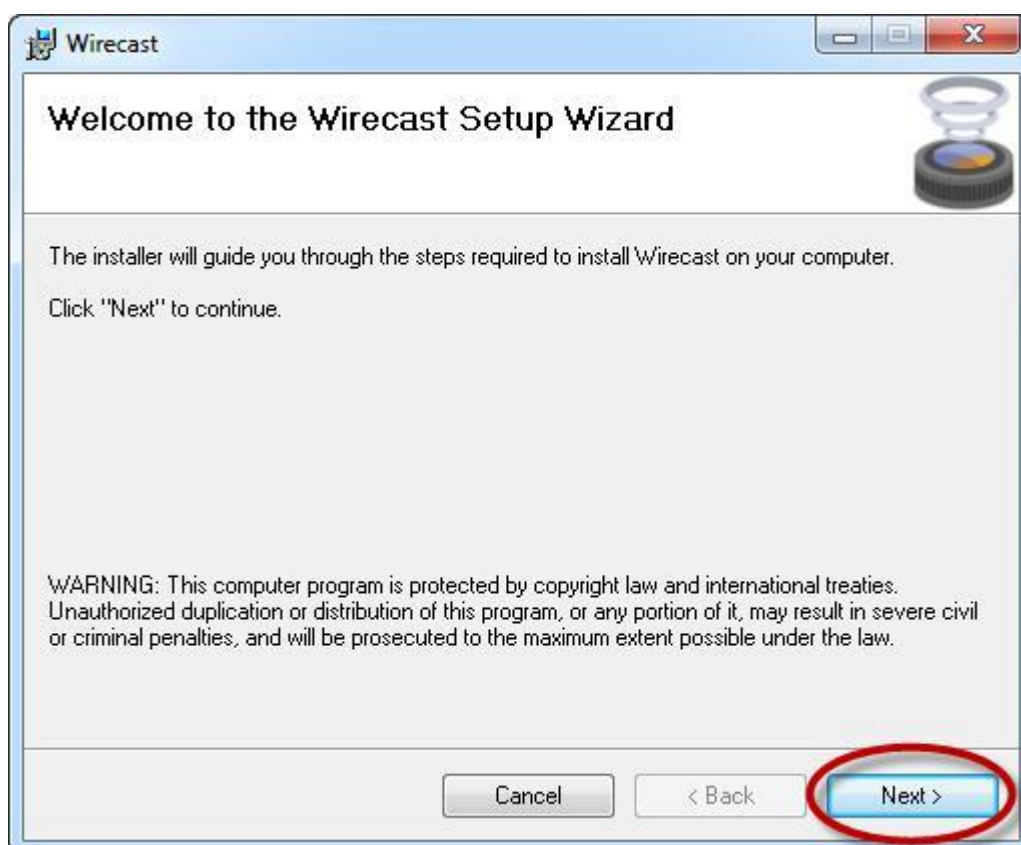 Wirecast
Welcome to the Wirecast Setup Wizard
The installer will guide you through the steps required to install Wirecast on your computer.
Click "Next" to continue.
WARNING: This computer program is protected by copyright law and international treaties.
Unauthorized duplication or distribution of this program, or any portion of it, may result in severe civil
or criminal penalties, and will be prosecuted to the maximum extent possible under the law.
Cancel
< Back
Next >